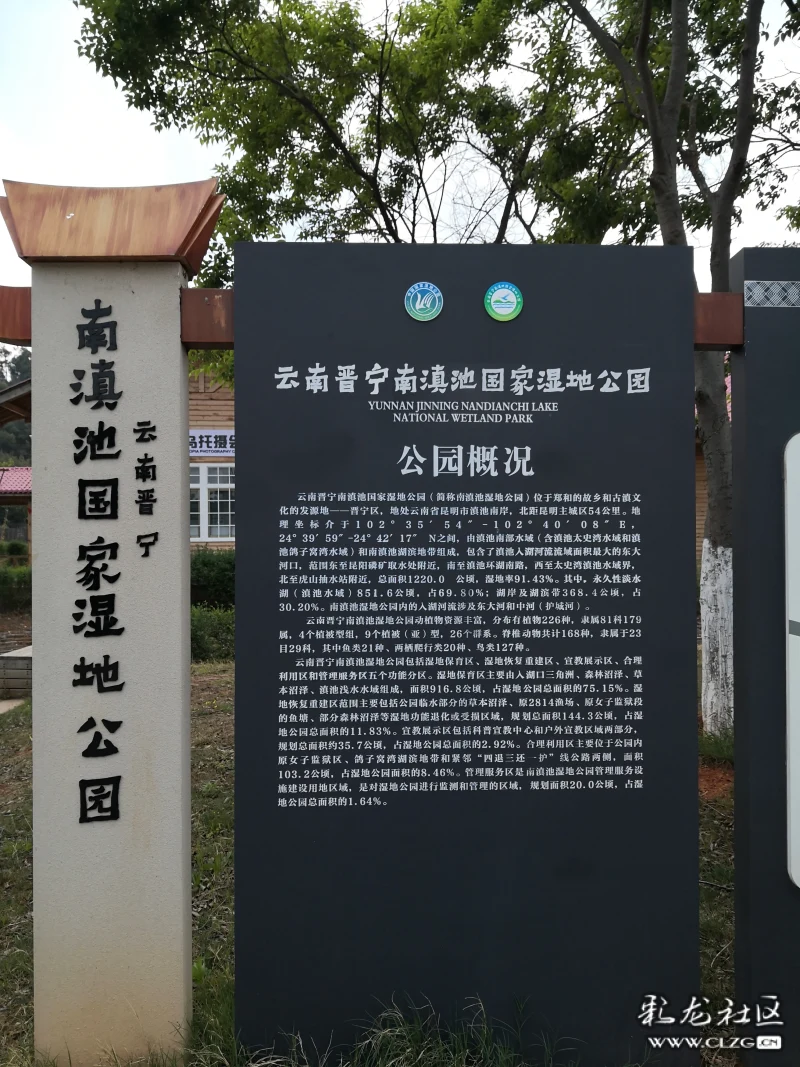 云南晋宁
南滇池国家湿地公园
乌托摄会
云南晋宁南滇池国家湿地公园
YUNNAN JINNING NANDIANCHI LAKE
NATIONAL WETLAND PARK
公园概况
云南晋宁南滇池国家湿地公园（简称南滇池湿地公园）位于郑和的故乡和古滇文
化的发源地——晋宁区，地处云南省昆明市滇池南岸，北距昆明主城区54公里。地
理坐标介于102°35′54″-102°40′08″E，
24°39′59″-24°42′17″ N之间，由滇池南部水域（含滇池太史湾水域和滇
池鸽子窝湾水域）和南滇池湖滨地带组成，包含了滇池入湖河流流域面积最大的东大
河口，范围东至昆阳磷矿取水处附近，南至滇池环湖南路，西至太史湾滇池水域界，
北至虎山抽水站附近，总面积1220.0 公顷，湿地率91.43%。其中，永久性淡水
湖（滇池水域）851.6公顷，占69.80%；湖岸及湖滨带368.4公顷，占
30.20%。南滇池湿地公园内的入湖河流涉及东大河和中河（护城河）。
云南晋宁南滇池湿地公园动植物资源丰富，分布有植物226种，隶属81科179
属，4个植被型组，9个植被（亚）型，26个群系。脊椎动物共计168种，隶属于23
目29科，其中鱼类21种、两栖爬行类20种、鸟类127种。
云南晋宁南滇池湿地公园包括湿地保育区、湿地恢复重建区、宣教展示区、合理
利用区和管理服务区五个功能分区。湿地保育区主要由入湖口三角洲、森林沼泽、草
本沼泽、滇池浅水水域组成，面积916.8公顷，占湿地公园总面积的75.15%。湿
地恢复重建区范围主要包括公园临水部分的草本沼泽、原2814渔场、原女子监狱段
的鱼塘、部分森林沼泽等湿地功能退化或受损区域，规划总面积144.3公顷，占湿
地公园总面积的11.83%。宣教展示区包括科普宣教中心和户外宣教区域两部分，
规划总面积约35.7公顷，占湿地公园总面积的2.92%。合理利用区主要位于公园内
原女子监狱区、鸽子窝湾湖滨地带和紧邻“四退三还一护”线公路两侧，面积
103.2公顷，占湿地公园面积的8.46%。管理服务区是南滇池湿地公园管理服务设
施建设用地区域，是对湿地公园进行监测和管理的区域，规划面积20.0公顷，占湿
地公园总面积的1.64%。
彩龙社区
WWW.CLZG.CN